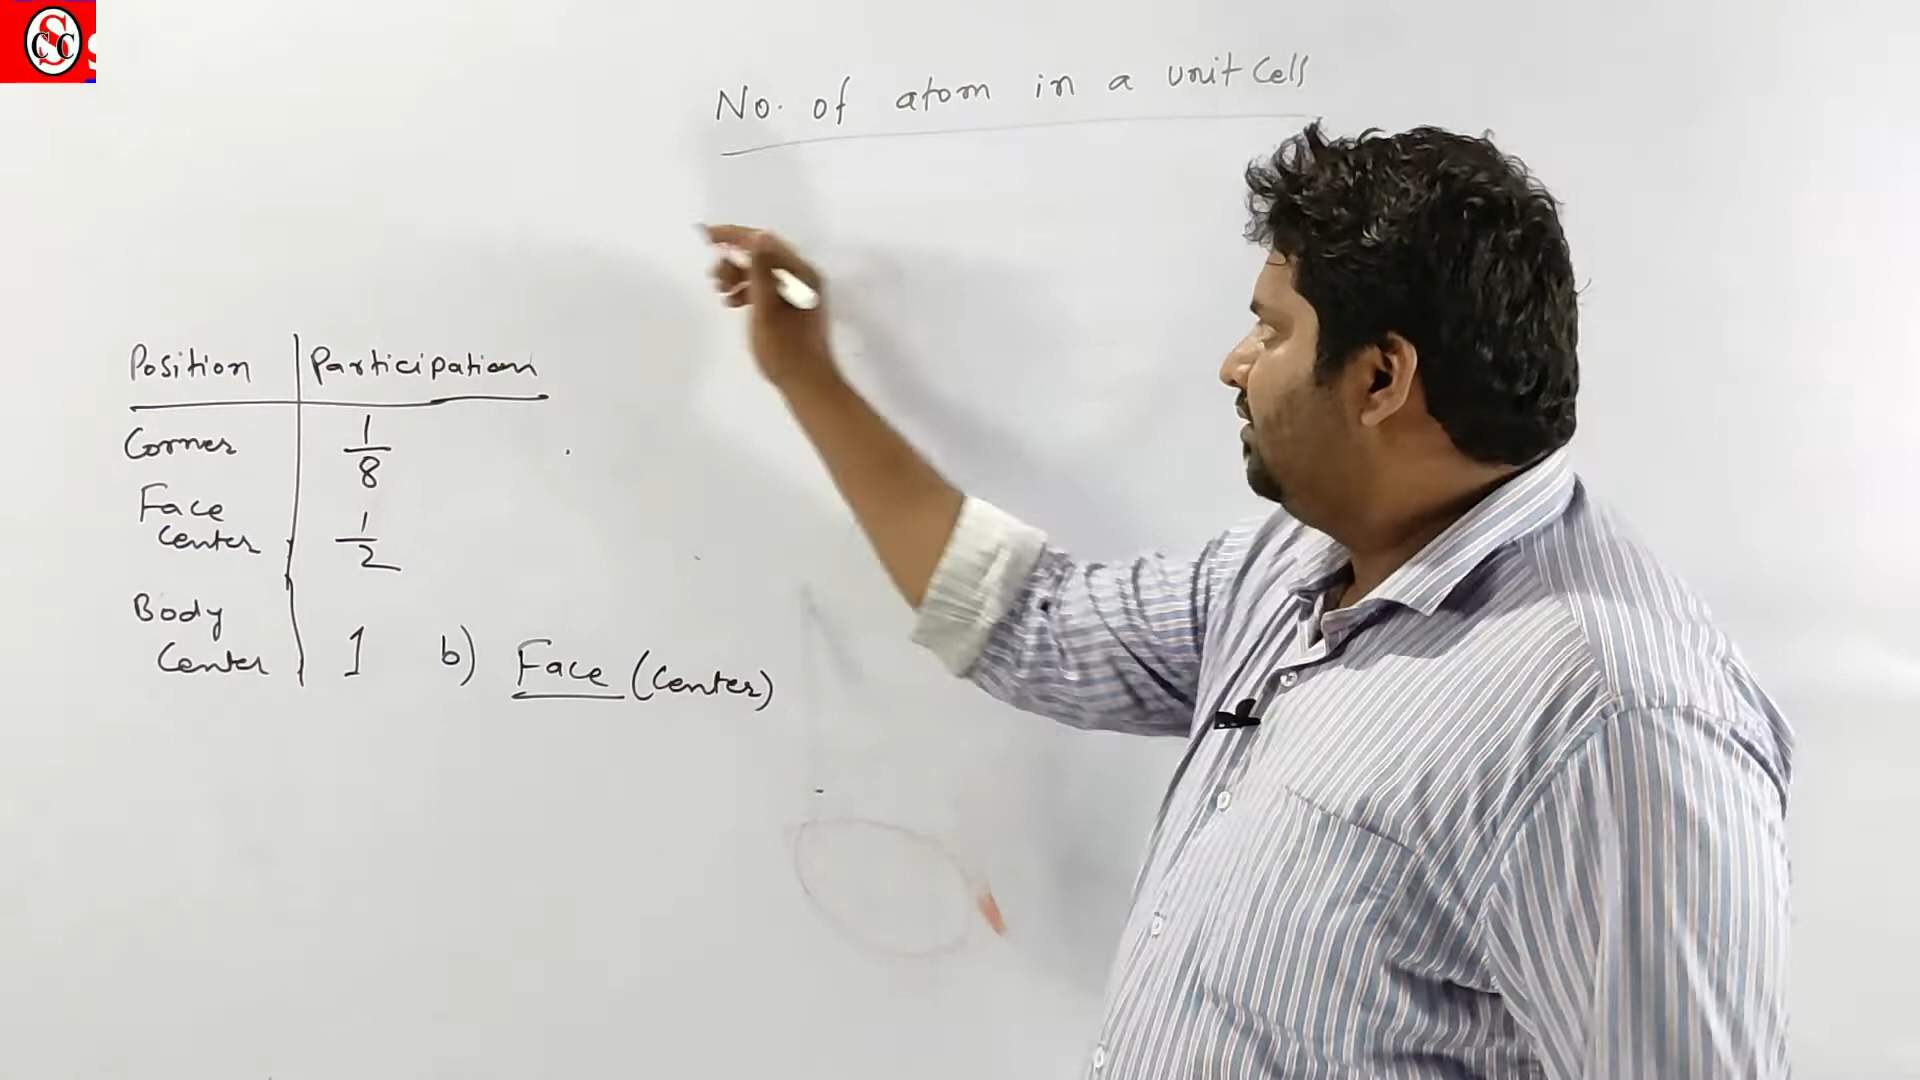 SCC
No. of atom in a unit Cell
Position Participation
Corner 1/8
Face
Center 1/2
Body
Center 1
b) Face (Center)